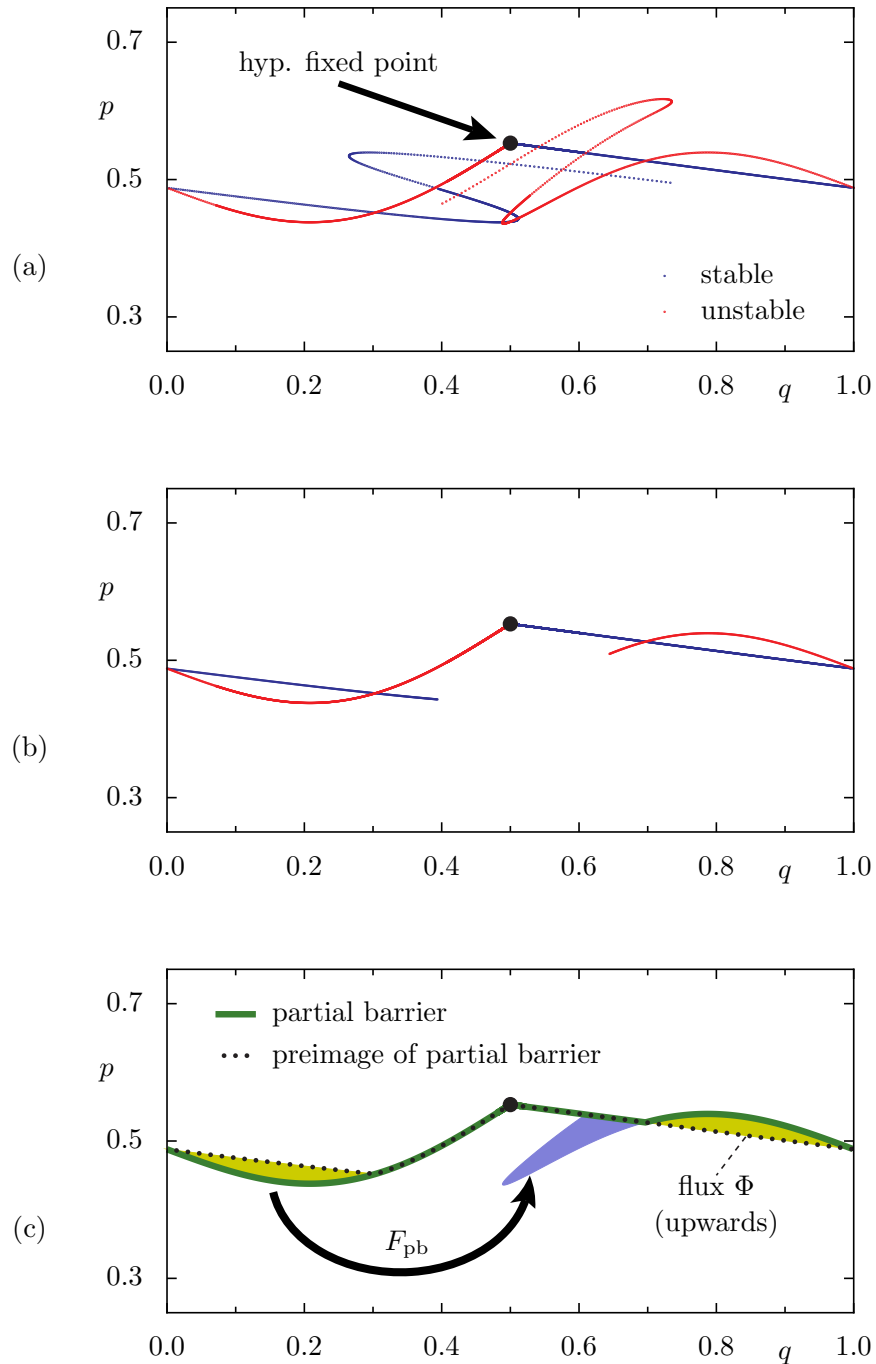 0.7
hyp. fixed point
p
0.5
(a)
stable
unstable
0.3
0.0 0.2 0.4 0.6 0.8 q 1.0
0.7
p
0.5
(b)
0.3
0.0 0.2 0.4 0.6 0.8 q 1.0
0.7
partial barrier
preimage of partial barrier
p
0.5
flux Φ
(upwards)
(c)
F_pb
0.3
0.0 0.2 0.4 0.6 0.8 q 1.0